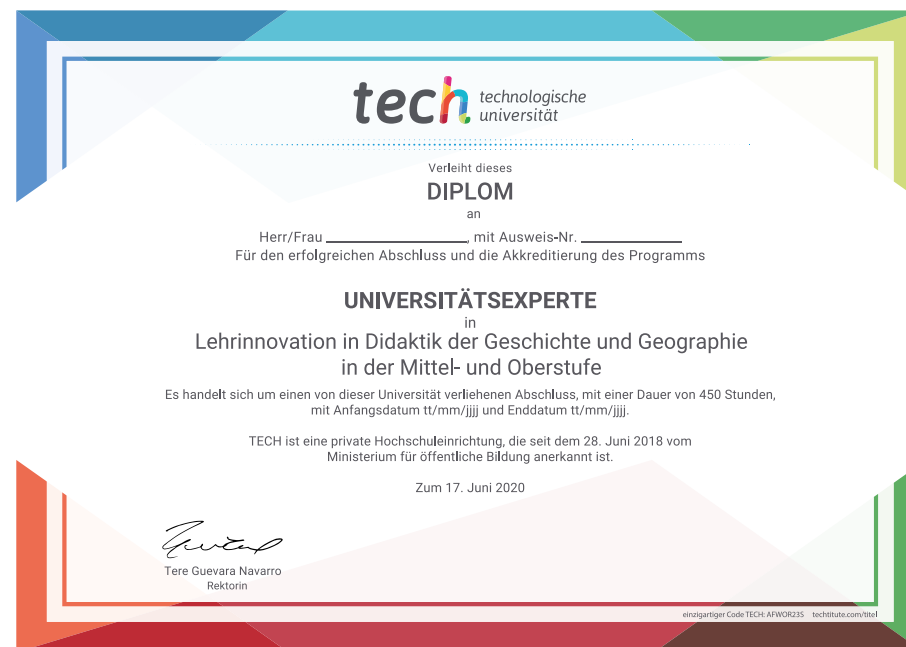 tech technologische
universität
Verleiht dieses
DIPLOM
an
Herr/Frau ____________________, mit Ausweis-Nr. ______________
Für den erfolgreichen Abschluss und die Akkreditierung des Programms
UNIVERSITÄTSEXPERTE
in
Lehrinnovation in Didaktik der Geschichte und Geographie
in der Mittel- und Oberstufe
Es handelt sich um einen von dieser Universität verliehenen Abschluss, mit einer Dauer von 450 Stunden,
mit Anfangsdatum tt/mm/jjjj und Enddatum tt/mm/jjjj.
TECH ist eine private Hochschuleinrichtung, die seit dem 28. Juni 2018 vom
Ministerium für öffentliche Bildung anerkannt ist.
Zum 17. Juni 2020
Tere Guevara Navarro
Rektorin
einzigartiger Code TECH: AFWOR23S techtitute.com/titel